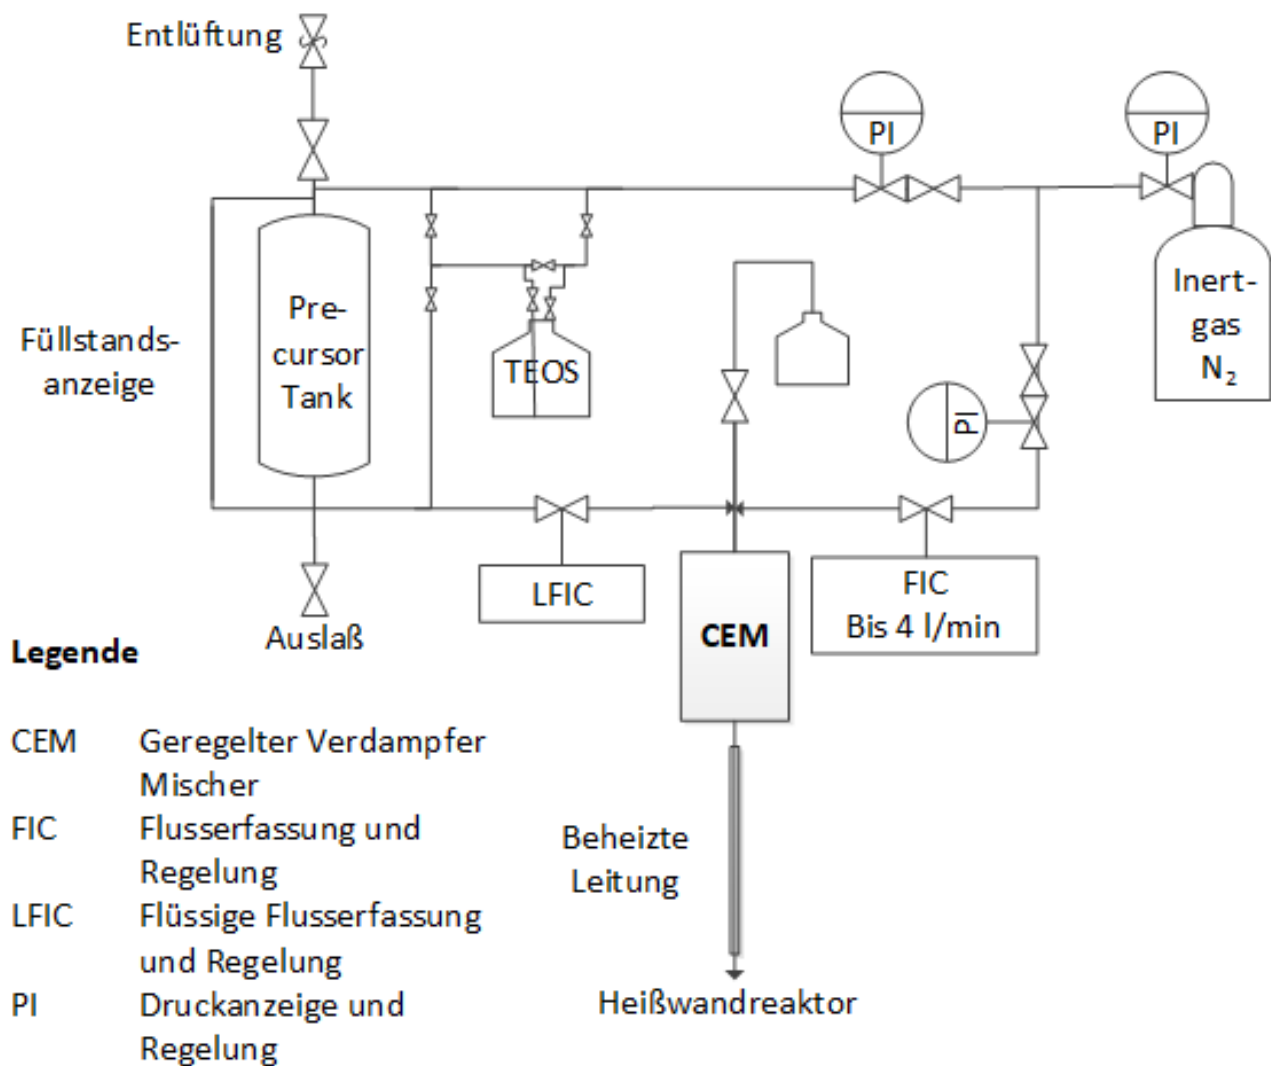 Entlüftung
PI
PI
Inert-
gas
N₂
Pre-
cursor
Tank
Füllstands-
anzeige
TEOS
PI
LFIC
FIC
Bis 4 l/min
CEM
Auslaß
Legende
CEM Geregelter Verdampfer
Mischer
FIC Flusserfassung und
Regelung
LFIC Flüssige Flusserfassung
und Regelung
PI Druckanzeige und
Regelung
Beheizte
Leitung
Heißwandreaktor